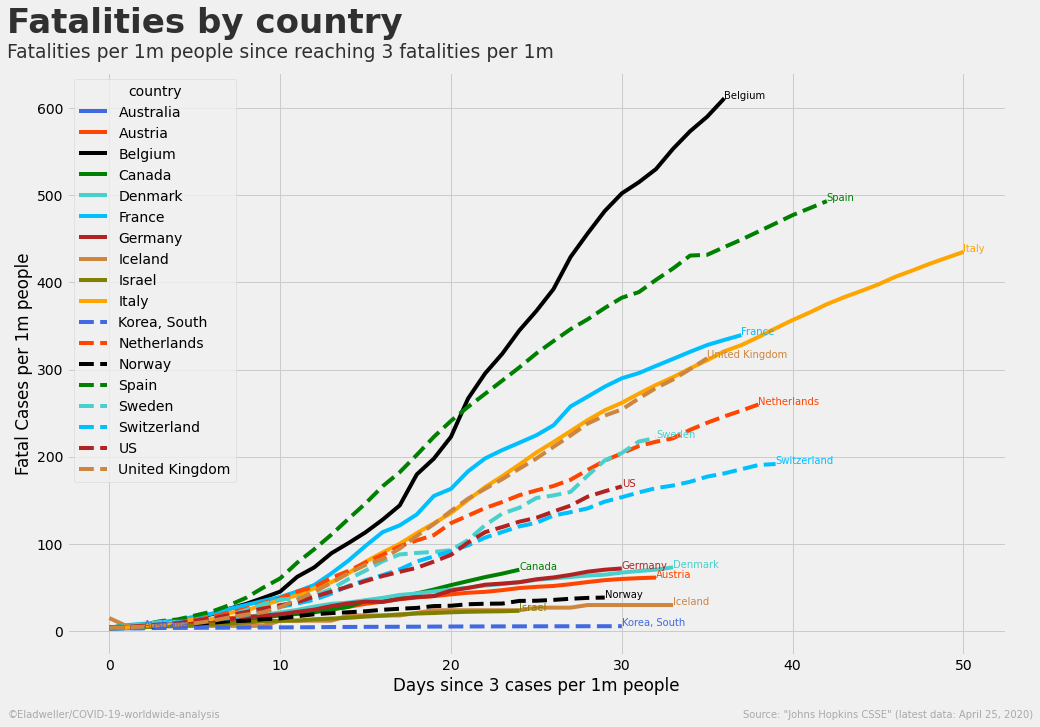 Fatalities by country
Fatalities per 1m people since reaching 3 fatalities per 1m
country
Australia
Austria
Belgium
Canada
Denmark
France
Germany
Iceland
Israel
Italy
Korea, South
Netherlands
Norway
Spain
Sweden
Switzerland
US
United Kingdom
Fatal Cases per 1m people
600
500
400
300
200
100
0
Belgium
Spain
Italy
France
United Kingdom
Netherlands
Sweden
Switzerland
US
Canada
Germany
Denmark
Austria
Norway
Iceland
Israel
Korea, South
Australia
0 10 20 30 40 50
Days since 3 cases per 1m people
©Eladweller/COVID-19-worldwide-analysis
Source: "Johns Hopkins CSSE" (latest data: April 25, 2020)